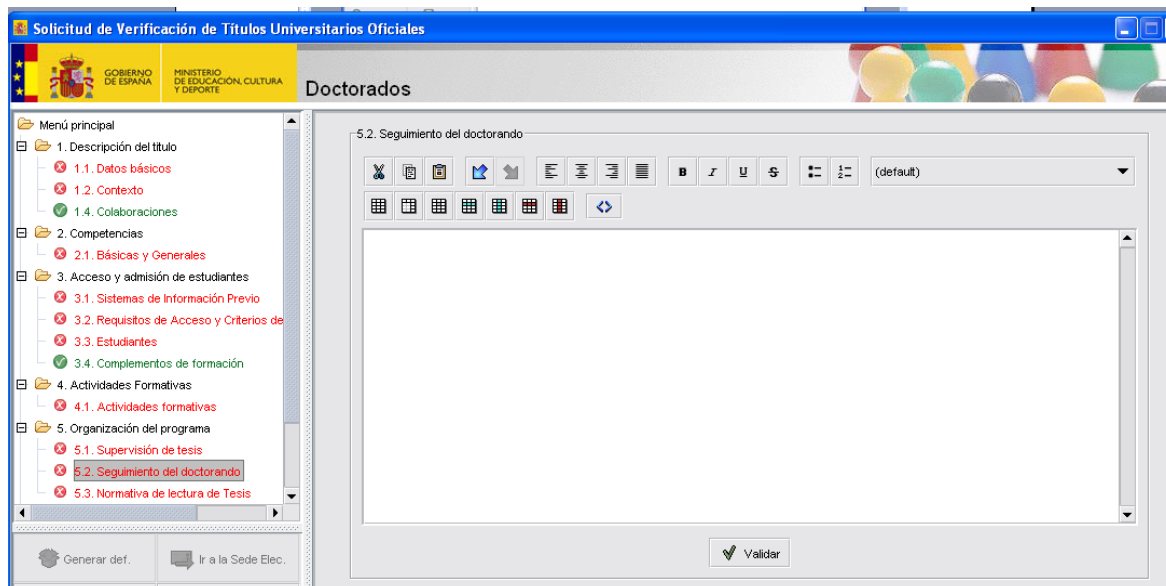 Solicitud de Verificación de Títulos Universitarios Oficiales
GOBIERNO
DE ESPAÑA
MINISTERIO
DE EDUCACIÓN, CULTURA
Y DEPORTE
Doctorados
Menú principal
1. Descripción del título
1.1. Datos básicos
1.2. Contexto
1.4. Colaboraciones
2. Competencias
2.1. Básicas y Generales
3. Acceso y admisión de estudiantes
3.1. Sistemas de Información Previo
3.2. Requisitos de Acceso y Criterios de
3.3. Estudiantes
3.4. Complementos de formación
4. Actividades Formativas
4.1. Actividades formativas
5. Organización del programa
5.1. Supervisión de tesis
5.2. Seguimiento del doctorando
5.3. Normativa de lectura de Tesis
Generar def.
Ir a la Sede Elec.
5.2. Seguimiento del doctorando
B I U S
(default)
Validar